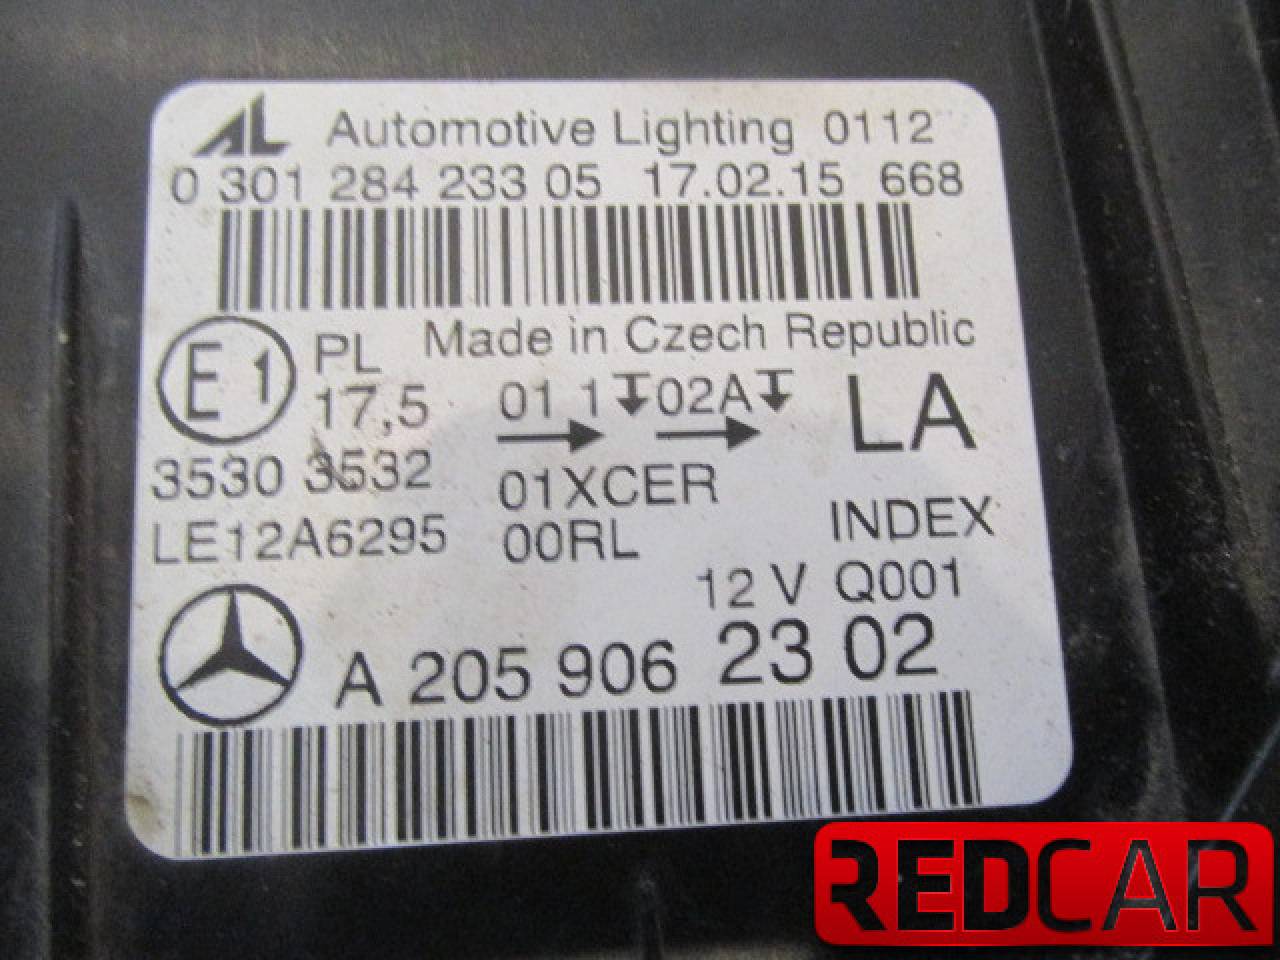 AL Automotive Lighting 0112
0 301 284 233 05 17.02.15 668
E1 PL Made in Czech Republic
17,5 01 1 02A LA
3530 3532 01XCER
LE12A6295 00RL INDEX
12 V Q001
A 205 906 23 02
REDCAR